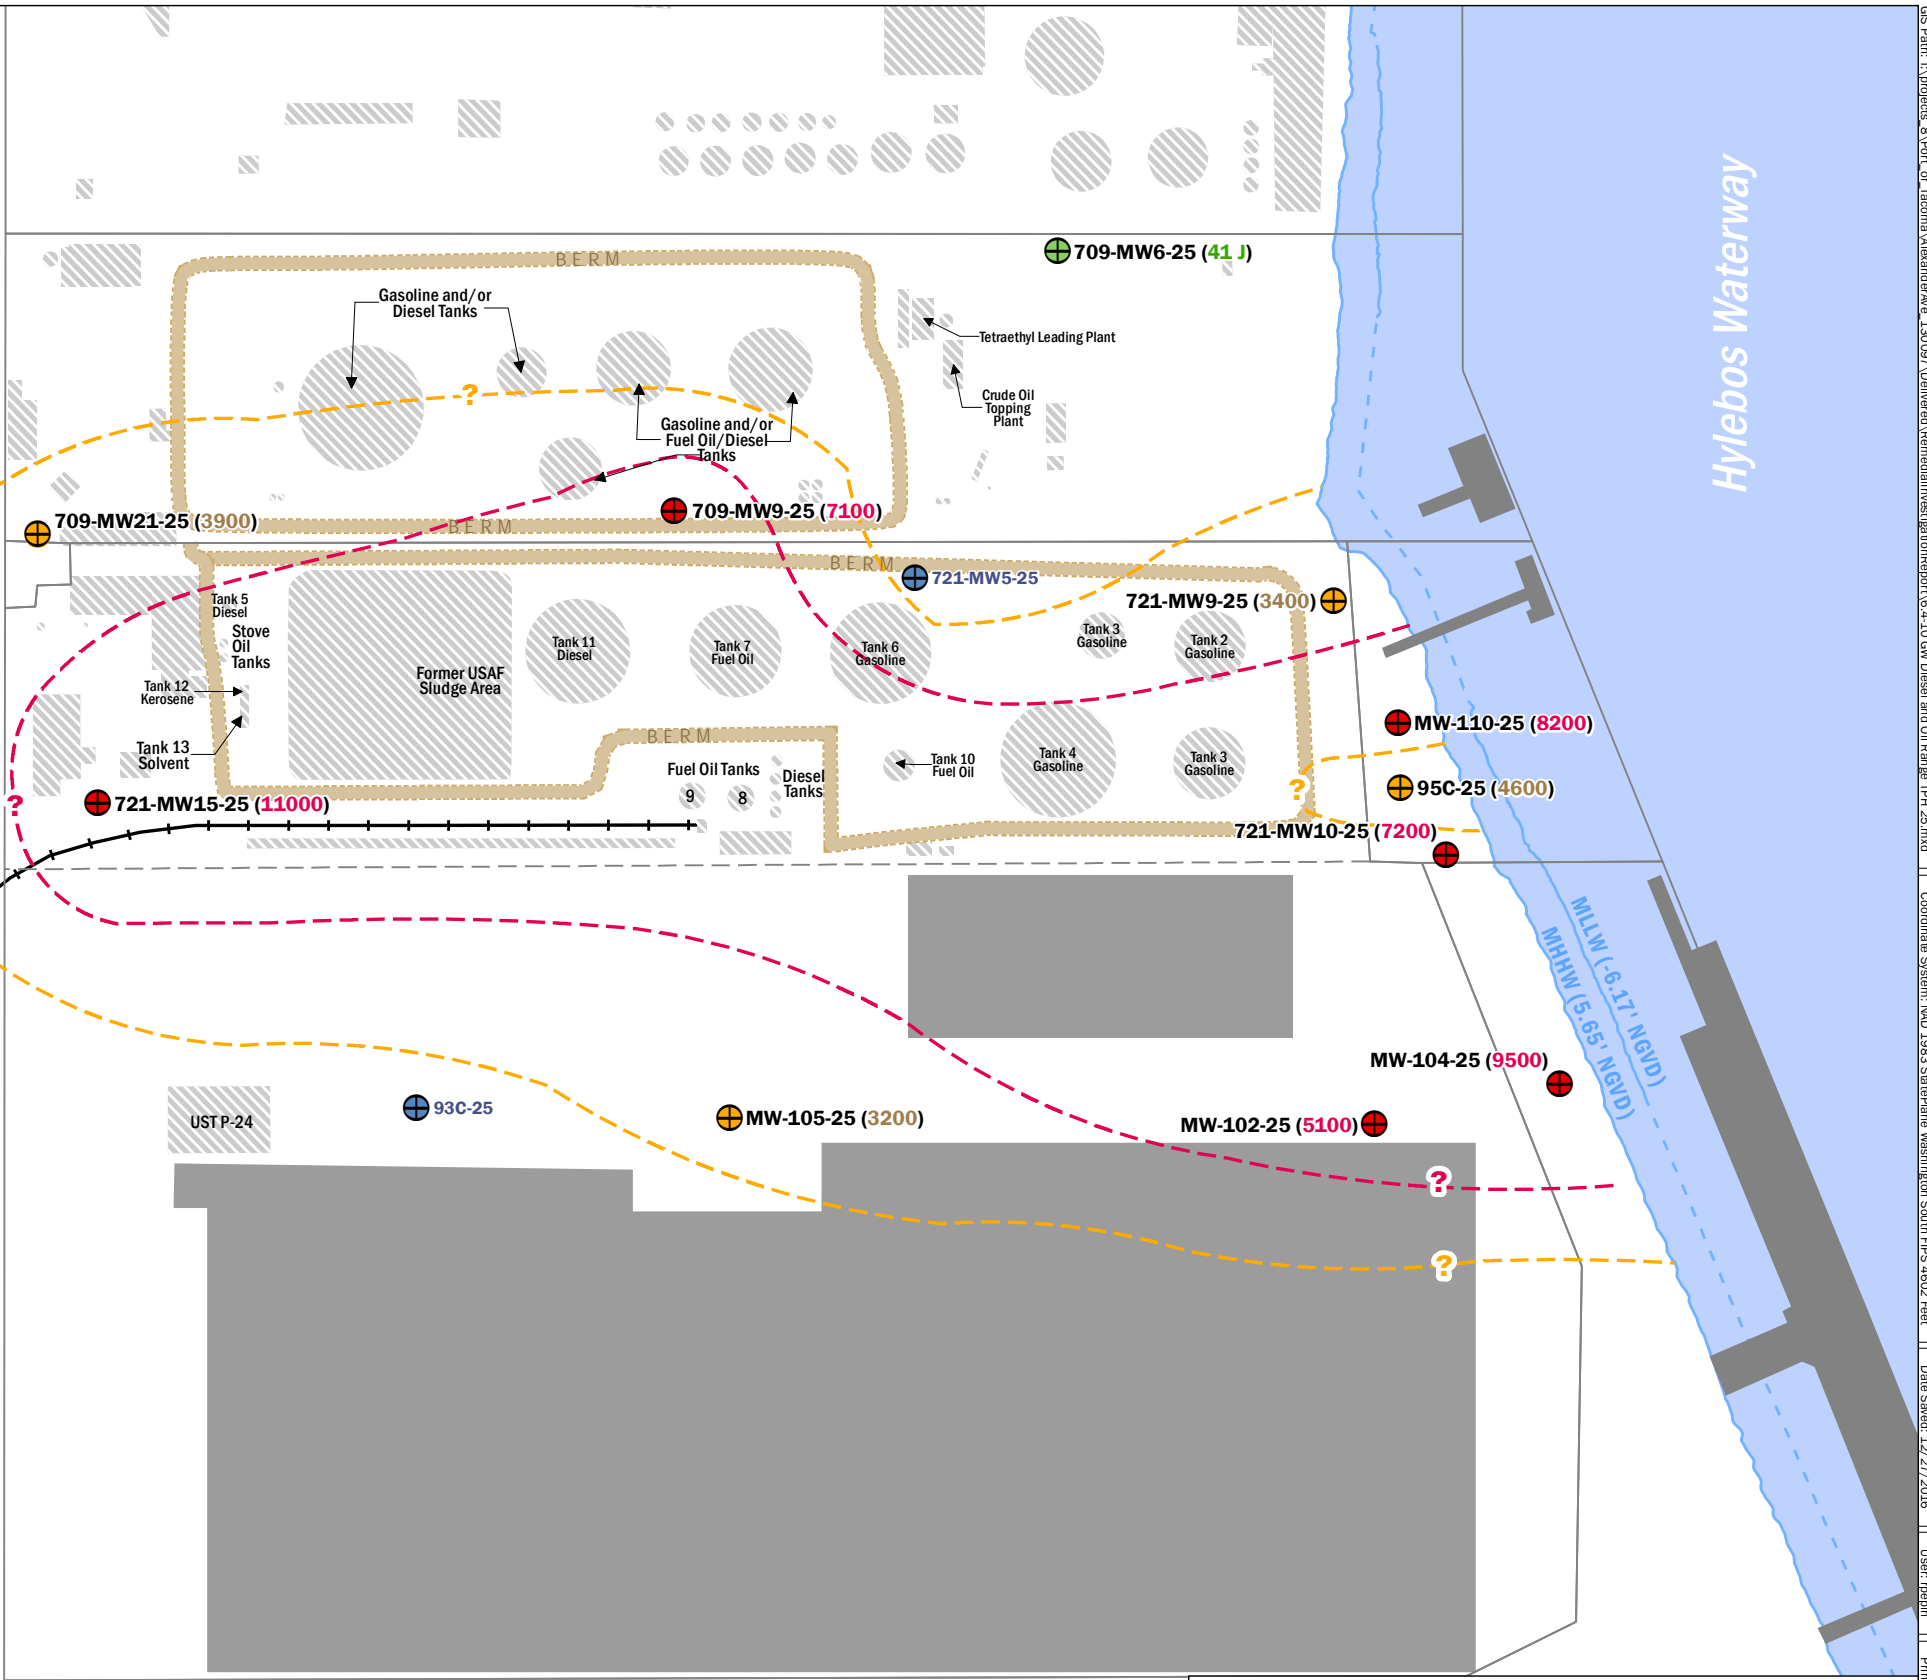 709-MW6-25 (41 J)
BERM
Gasoline and/or
Diesel Tanks
Tetraethyl Leading Plant
Crude Oil
Topping
Plant
?
Gasoline and/or
Fuel Oil/Diesel
Tanks
709-MW21-25 (3900)
709-MW9-25 (7100)
BERM
BERM
721-MW5-25
721-MW9-25 (3400)
Tank 5
Diesel
Stove
Oil
Tanks
Tank 11
Diesel
Tank 7
Fuel Oil
Tank 6
Gasoline
Tank 3
Gasoline
Tank 2
Gasoline
Former USAF
Sludge Area
Tank 12
Kerosene
Tank 13
Solvent
BERM
Fuel Oil Tanks
9
8
Diesel
Tanks
Tank 10
Fuel Oil
Tank 4
Gasoline
Tank 3
Gasoline
MW-110-25 (8200)
?
95C-25 (4600)
?
721-MW15-25 (11000)
721-MW10-25 (7200)
Hylebos Waterway
MLLW (-6.17' NGVD)
MHHW (5.65' NGVD)
MW-104-25 (9500)
UST P-24
93C-25
MW-105-25 (3200)
MW-102-25 (5100)
?
?